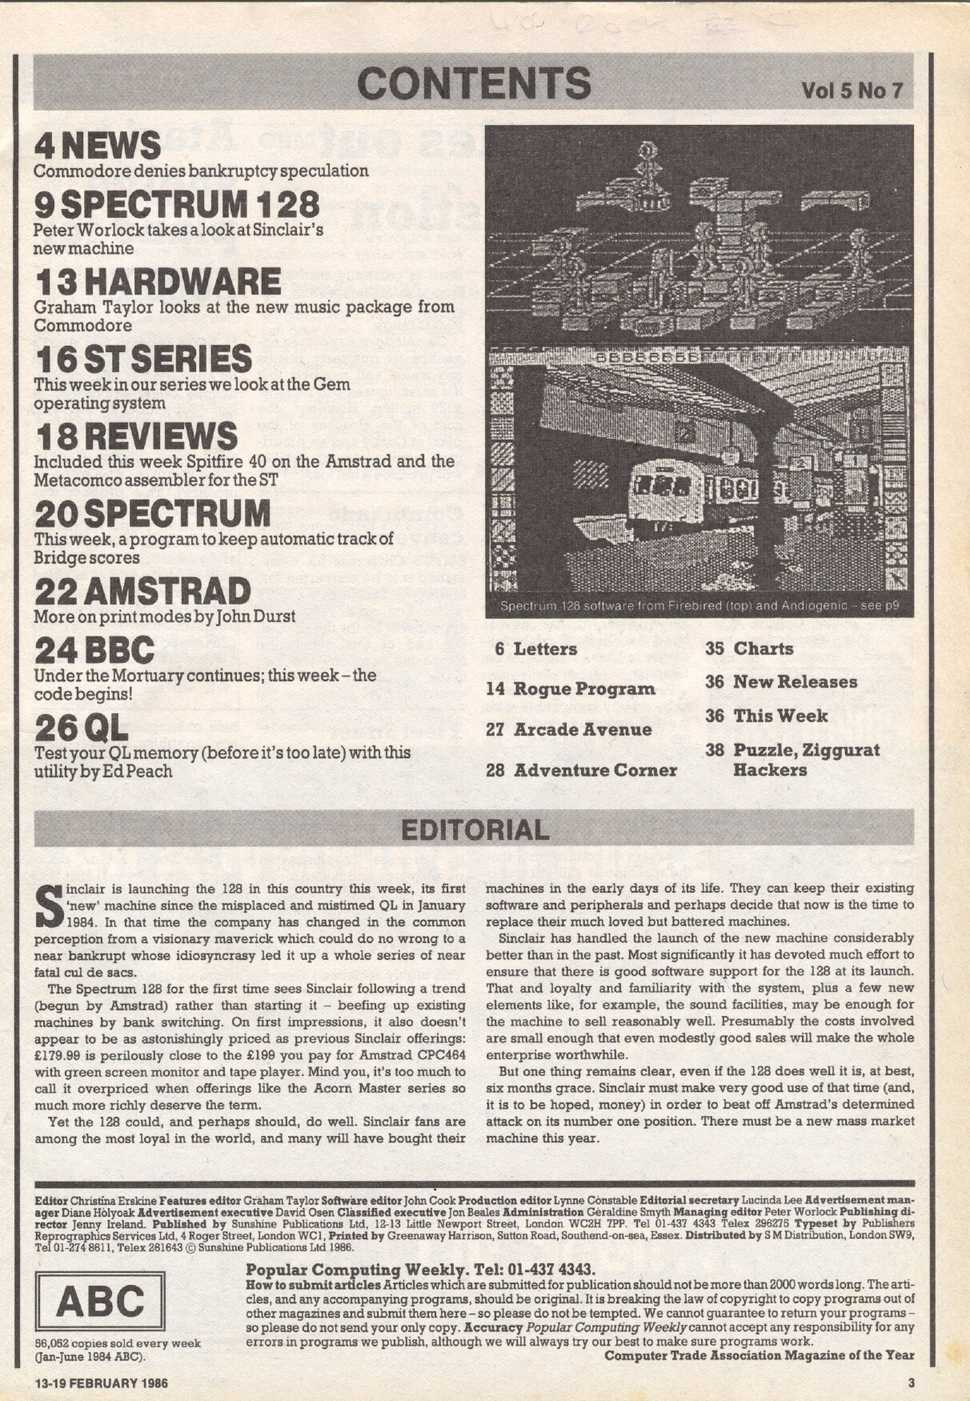 CONTENTS
Vol 5 No 7
4 NEWS
Commodore denies bankruptcy speculation
9 SPECTRUM 128
Peter Worlock takes a look at Sinclair's
new machine
13 HARDWARE
Graham Taylor looks at the new music package from
Commodore
16 ST SERIES
This week in our series we look at the Gem
operating system
18 REVIEWS
Included this week Spitfire 40 on the Amstrad and the
Metacomco assembler for the ST
20 SPECTRUM
This week, a program to keep automatic track of
Bridge scores
22 AMSTRAD
More on print modes by John Durst
24 BBC
Under the Mortuary continues; this week – the
code begins!
26 QL
Test your QL memory (before it's too late) with this
utility by Ed Peach
Spectrum 128 software from Firebired (top) and Andiogenic – see p9
6 Letters
14 Rogue Program
27 Arcade Avenue
28 Adventure Corner
35 Charts
36 New Releases
36 This Week
38 Puzzle, Ziggurat
Hackers
EDITORIAL
Sinclair is launching the 128 in this country this week, its first
'new' machine since the misplaced and mistimed QL in January
1984. In that time the company has changed in the common
perception from a visionary maverick which could do no wrong to a
near bankrupt whose idiosyncrasy led it up a whole series of near
fatal cul de sacs.
The Spectrum 128 for the first time sees Sinclair following a trend
(begun by Amstrad) rather than starting it – beefing up existing
machines by bank switching. On first impressions, it also doesn't
appear to be as astonishingly priced as previous Sinclair offerings:
£179.99 is perilously close to the £199 you pay for Amstrad CPC464
with green screen monitor and tape player. Mind you, it's too much to
call it overpriced when offerings like the Acorn Master series so
much more richly deserve the term.
Yet the 128 could, and perhaps should, do well. Sinclair fans are
among the most loyal in the world, and many will have bought their
machines in the early days of its life. They can keep their existing
software and peripherals and perhaps decide that now is the time to
replace their much loved but battered machines.
Sinclair has handled the launch of the new machine considerably
better than in the past. Most significantly it has devoted much effort to
ensure that there is good software support for the 128 at its launch.
That and loyalty and familiarity with the system, plus a few new
elements like, for example, the sound facilities, may be enough for
the machine to sell reasonably well. Presumably the costs involved
are small enough that even modestly good sales will make the whole
enterprise worthwhile.
But one thing remains clear, even if the 128 does well it is, at best,
six months grace. Sinclair must make very good use of that time (and,
it is to be hoped, money) in order to beat off Amstrad's determined
attack on its number one position. There must be a new mass market
machine this year.
Editor Christina Erskine Features editor Graham Taylor Software editor John Cook Production editor Lynne Constable Editorial secretary Lucinda Lee Advertisement man-
ager Diane Holyoak Advertisement executive David Osen Classified executive Jon Beales Administration Geraldine Smyth Managing editor Peter Worlock Publishing di-
rector Jenny Ireland. Published by Sunshine Publications Ltd, 12-13 Little Newport Street, London WC2H 7PP. Tel 01-437 4343 Telex 296275 Typeset by Publishers
Reprographics Services Ltd, 4 Roger Street, London WC1, Printed by Greenaway Harrison, Sutton Road, Southend-on-sea, Essex. Distributed by S M Distribution, London SW9,
Tel 01-274 8611, Telex 261643 © Sunshine Publications Ltd 1986.
ABC
56,052 copies sold every week
(Jan-June 1984 ABC).
Popular Computing Weekly. Tel: 01-437 4343.
How to submit articles Articles which are submitted for publication should not be more than 2000 words long. The arti-
cles, and any accompanying programs, should be original. It is breaking the law of copyright to copy programs out of
other magazines and submit them here – so please do not be tempted. We cannot guarantee to return your programs –
so please do not send your only copy. Accuracy Popular Computing Weekly cannot accept any responsibility for any
errors in programs we publish, although we will always try our best to make sure programs work.
Computer Trade Association Magazine of the Year
13-19 FEBRUARY 1986
3